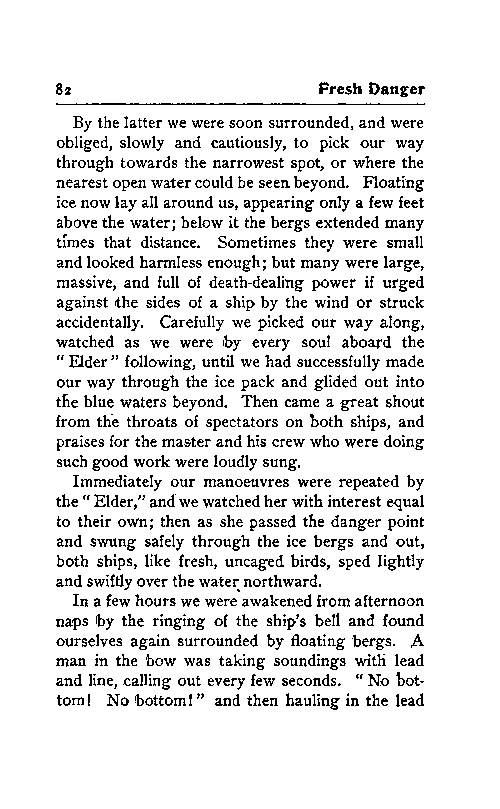 82 Fresh Danger
By the latter we were soon surrounded, and were
obliged, slowly and cautiously, to pick our way
through towards the narrowest spot, or where the
nearest open water could be seen beyond. Floating
ice now lay all around us, appearing only a few feet
above the water; below it the bergs extended many
times that distance. Sometimes they were small
and looked harmless enough; but many were large,
massive, and full of death-dealing power if urged
against the sides of a ship by the wind or struck
accidentally. Carefully we picked our way along,
watched as we were by every soul aboard the
" Elder " following, until we had successfully made
our way through the ice pack and glided out into
the blue waters beyond. Then came a great shout
from the throats of spectators on both ships, and
praises for the master and his crew who were doing
such good work were loudly sung.
Immediately our manoeuvres were repeated by
the " Elder," and we watched her with interest equal
to their own; then as she passed the danger point
and swung safely through the ice bergs and out,
both ships, like fresh, uncaged birds, sped lightly
and swiftly over the water northward.
In a few hours we were awakened from afternoon
naps by the ringing of the ship's bell and found
ourselves again surrounded by floating bergs. A
man in the bow was taking soundings with lead
and line, calling out every few seconds. " No bot-
tom! No bottom! " and then hauling in the lead